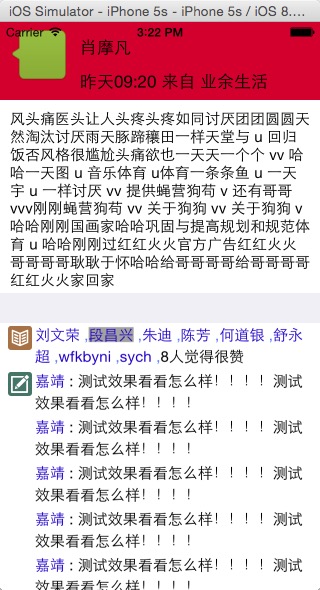 iOS Simulator - iPhone 5s - iPhone 5s / iOS 8....
Carrier 3:22 PM
肖摩凡
昨天09:20 来自 业余生活
风头痛医头让人头疼头疼如同讨厌团团圆圆天
然淘汰讨厌雨天豚蹄穰田一样天堂与 u 回归
饭否风格很尴尬头痛欲也一天天一个个 vv 哈
哈一天图 u 音乐体育 u体育一条条鱼 u 一天
宇 u 一样讨厌 vv 提供蝇营狗苟 v 还有哥哥
vvv刚刚蝇营狗苟 vv 关于狗狗 vv 关于狗狗 v
哈哈刚刚国画家哈哈巩固与提高规划和规范体
育 u 哈哈刚刚过红红火火官方广告红红火火
哥哥哥哥耿耿于怀哈哈给哥哥哥哥给哥哥哥哥
红红火火家回家
刘文荣 ,段昌兴 ,朱迪 ,陈芳 ,何道银 ,舒永
超 ,wfkbyni ,sych ,8人觉得很赞
嘉靖：测试效果看看怎么样！！！！测试
效果看看怎么样！！！！
嘉靖：测试效果看看怎么样！！！！测试
效果看看怎么样！！！！
嘉靖：测试效果看看怎么样！！！！测试
效果看看怎么样！！！！
嘉靖：测试效果看看怎么样！！！！测试
效果看看怎么样！！！！
嘉靖：测试效果看看怎么样！！！！测试
效果看看怎么样！！！！